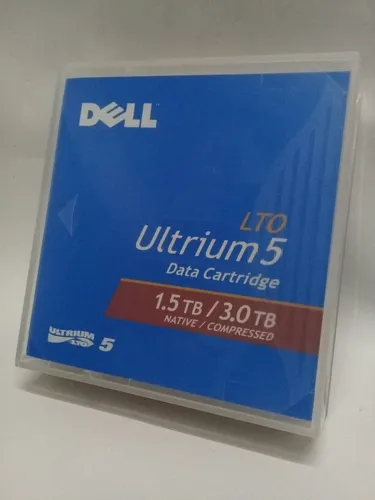 DELL
LTO
Ultrium 5
Data Cartridge
1.5 TB / 3.0 TB
NATIVE / COMPRESSED
ULTRIUM
LTO 5